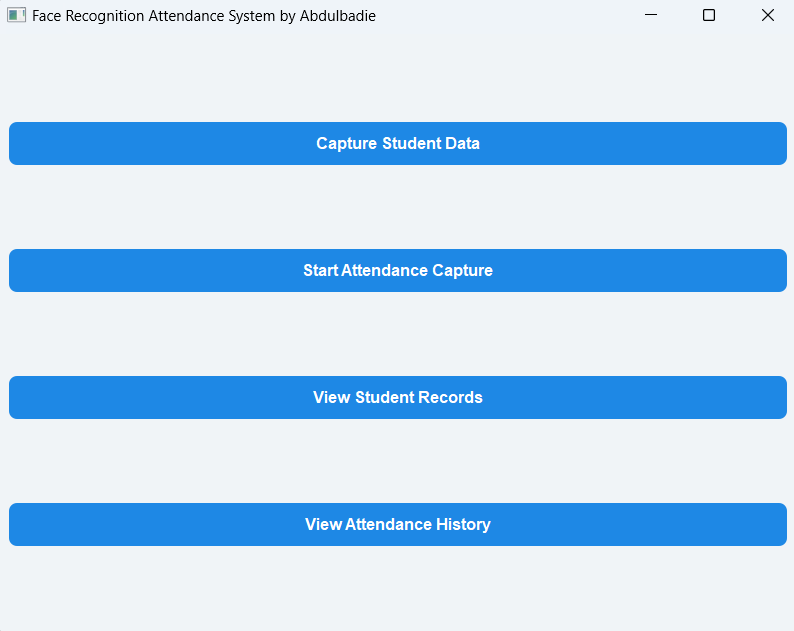 Face Recognition Attendance System by Abdulbadie
Capture Student Data
Start Attendance Capture
View Student Records
View Attendance History